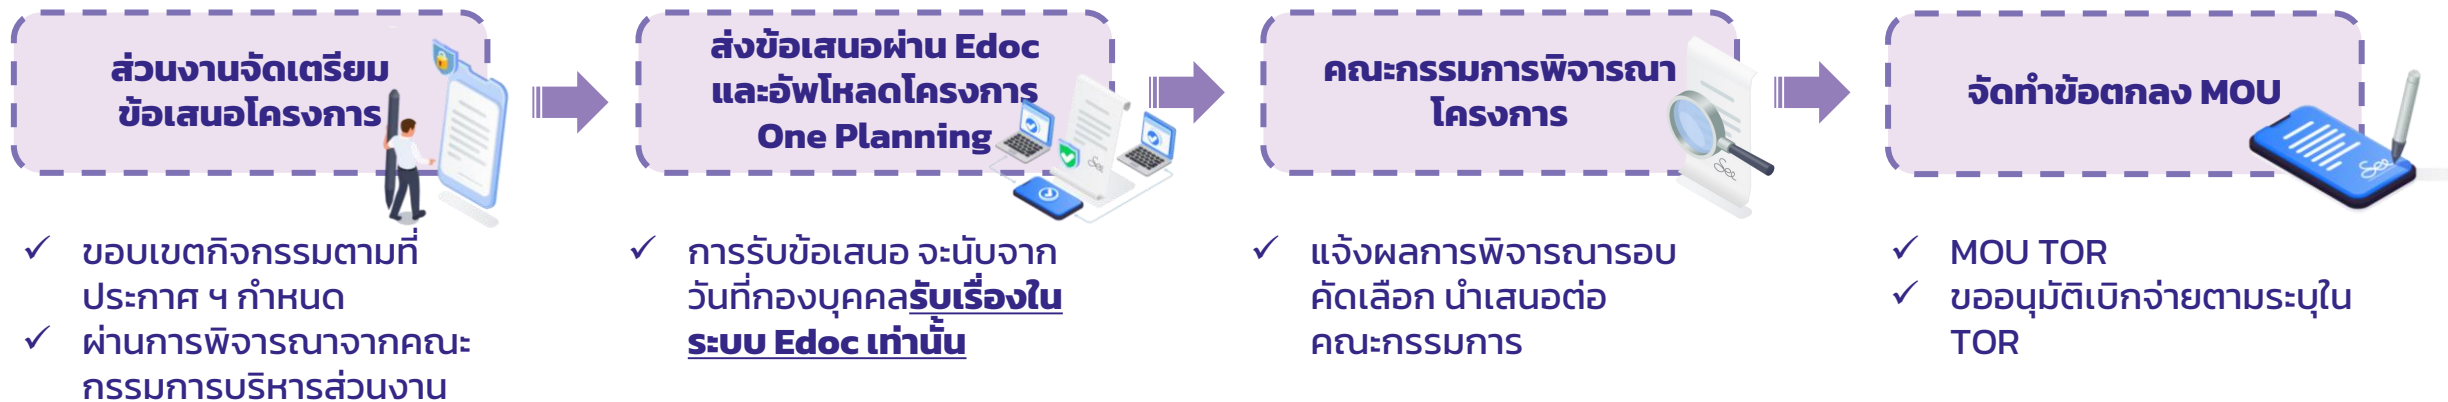 ส่วนงานจัดเตรียม
ข้อเสนอโครงการ
✓ ขอบเขตกิจกรรมตามที่
ประกาศ ฯ กำหนด
✓ ผ่านการพิจารณาจากคณะ
กรรมการบริหารส่วนงาน
ส่งข้อเสนอผ่าน Edoc
และอัพโหลดโครงการ
One Planning
✓ การรับข้อเสนอ จะนับจาก
วันที่กองบุคคลรับเรื่องใน
ระบบ Edoc เท่านั้น
คณะกรรมการพิจารณา
โครงการ
✓ แจ้งผลการพิจารณารอบ
คัดเลือก นำเสนอต่อ
คณะกรรมการ
จัดทำข้อตกลง MOU
✓ MOU TOR
✓ ขออนุมัติเบิกจ่ายตามระบุใน
TOR